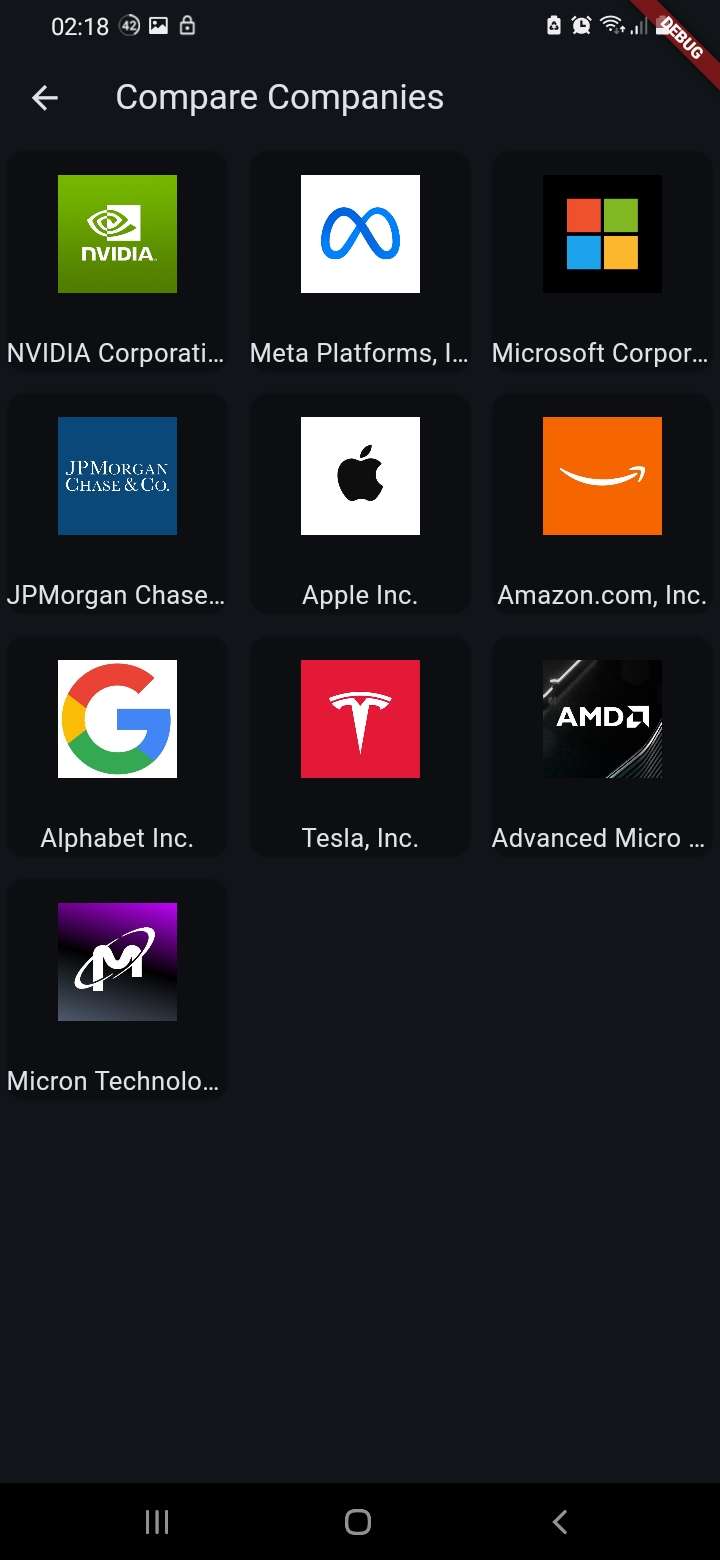 02:18 42
DEBUG
Compare Companies
NVIDIA.
NVIDIA Corporati...
Meta Platforms, I...
Microsoft Corpor...
JPMORGAN
CHASE & CO.
JPMorgan Chase...
Apple Inc.
Amazon.com, Inc.
G
Alphabet Inc.
T
Tesla, Inc.
AMD
Advanced Micro ...
M
Micron Technolo...